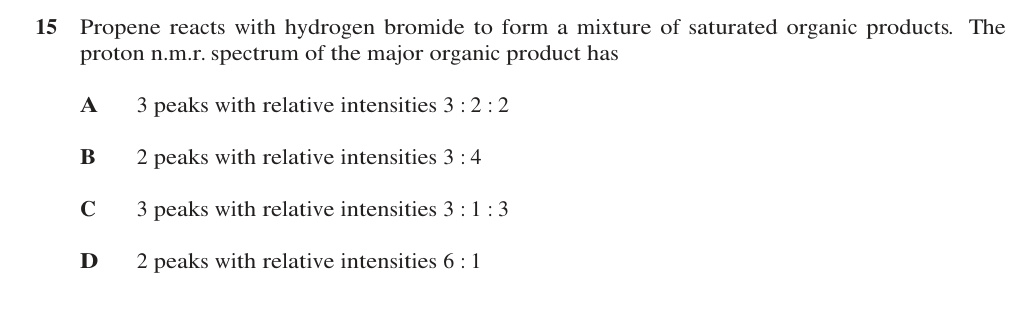 15 Propene reacts with hydrogen bromide to form a mixture of saturated organic products. The
proton n.m.r. spectrum of the major organic product has
A 3 peaks with relative intensities 3 : 2 : 2
B 2 peaks with relative intensities 3 : 4
C 3 peaks with relative intensities 3 : 1 : 3
D 2 peaks with relative intensities 6 : 1